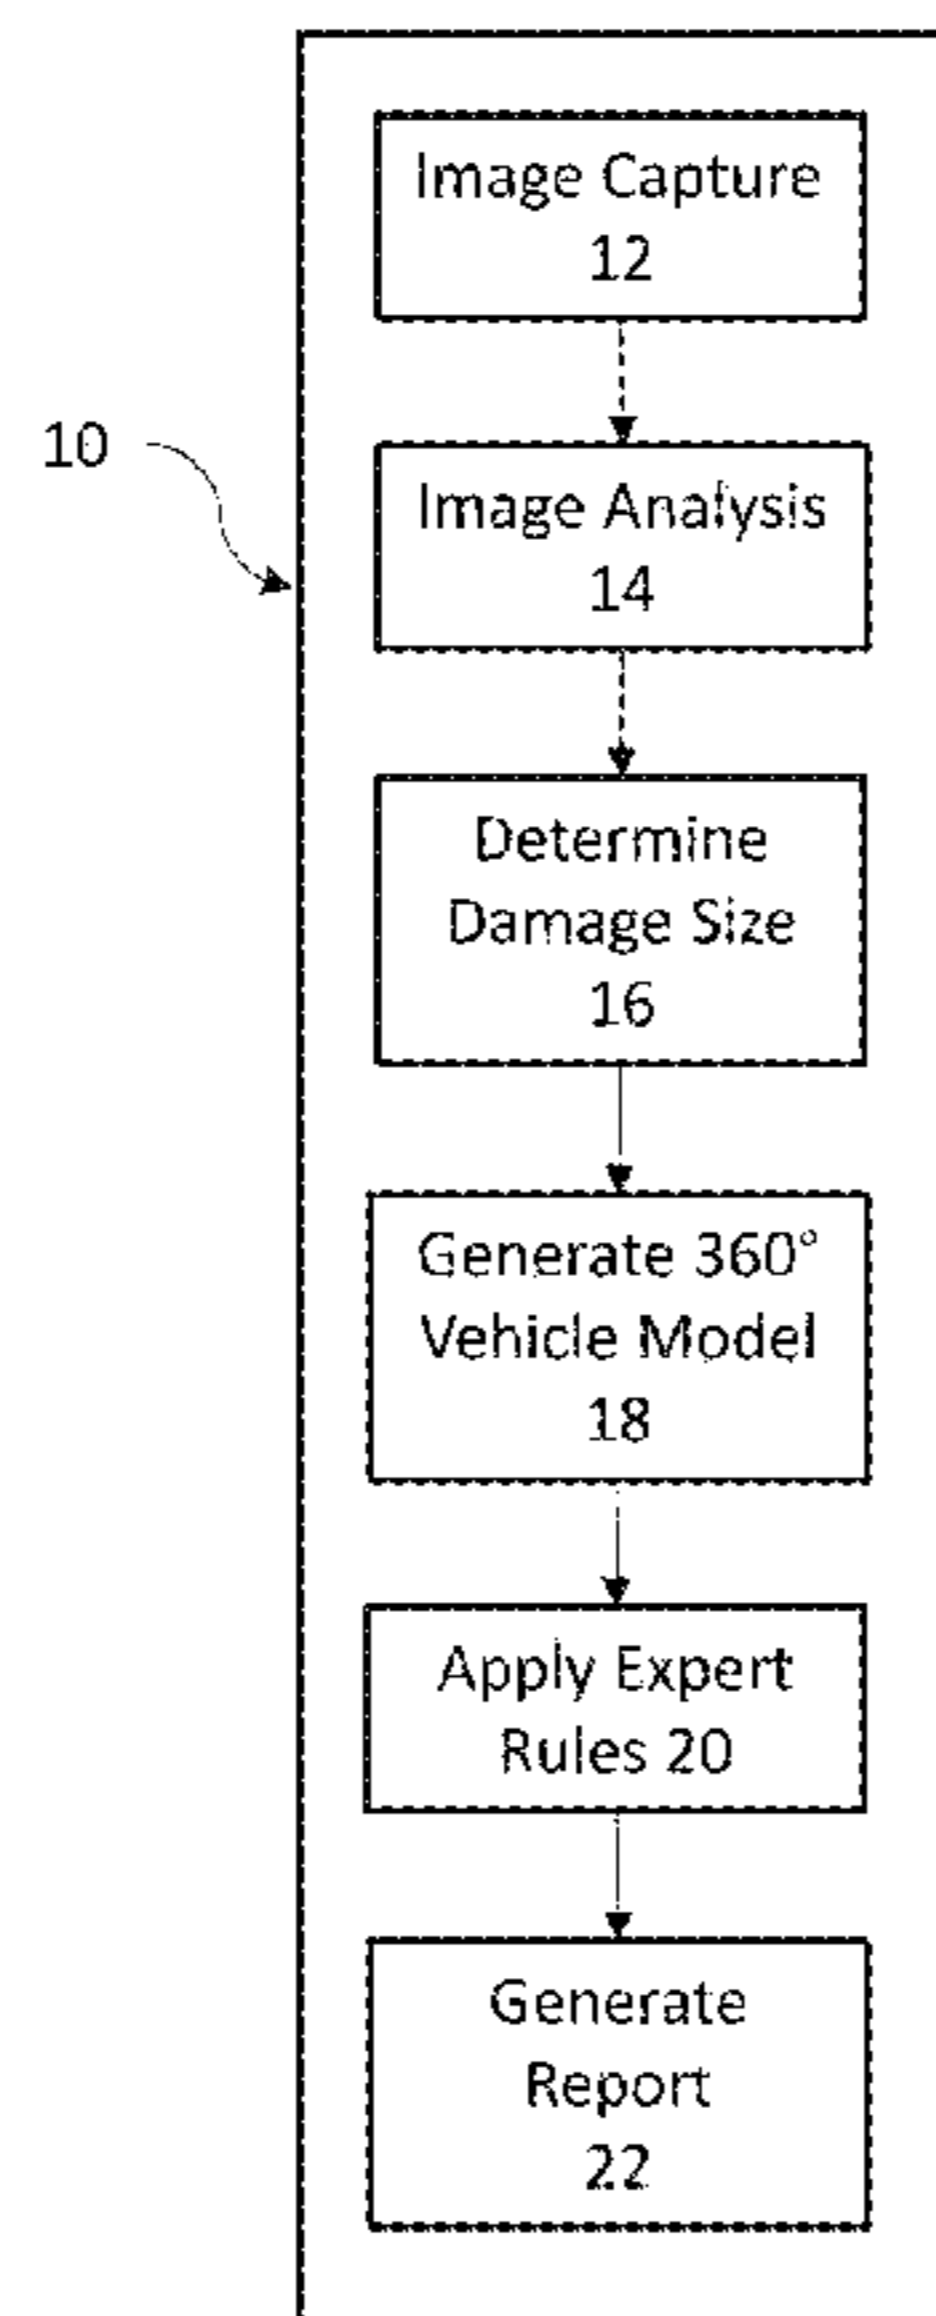 Image Capture
12
10
Image Analysis
14
Determine
Damage Size
16
Generate 360°
Vehicle Model
18
Apply Expert
Rules 20
Generate
Report
22